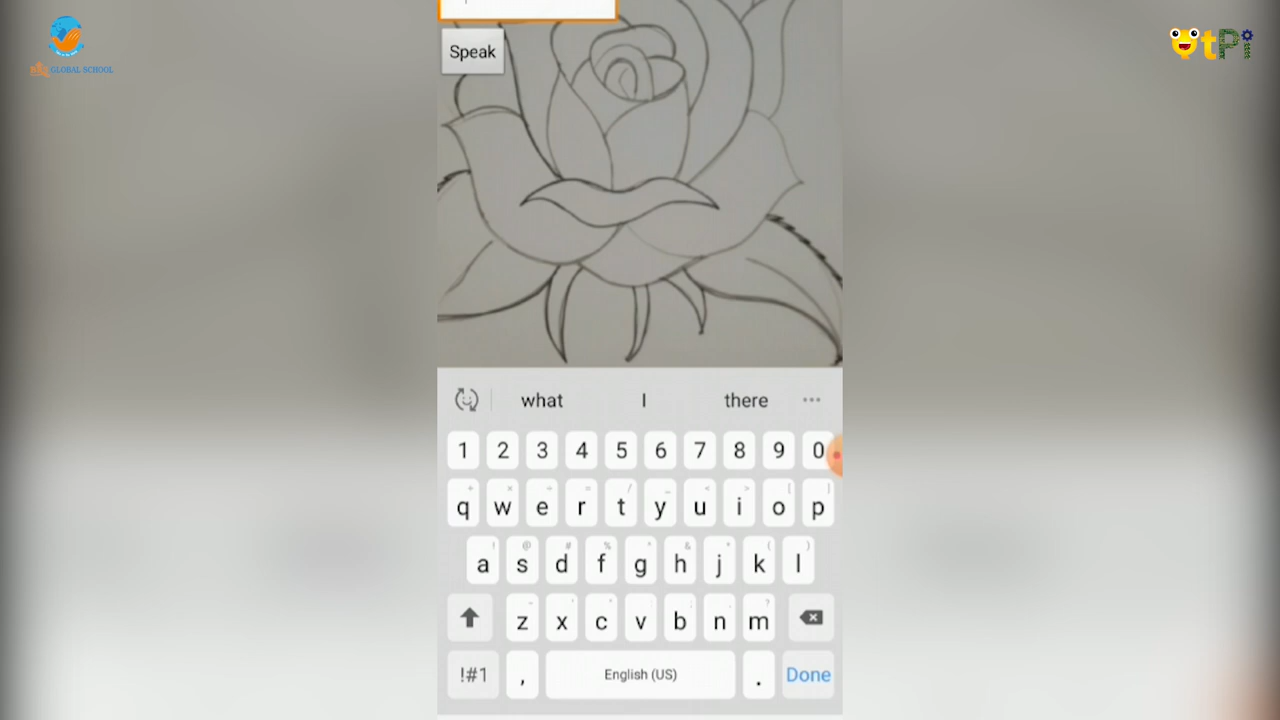 GLOBAL SCHOOL
OtPi
Speak
what I there
1 2 3 4 5 6 7 8 9 0
q w e r t y u i o p
a s d f g h j k l
z x c v b n m
!#1 , English (US) . Done